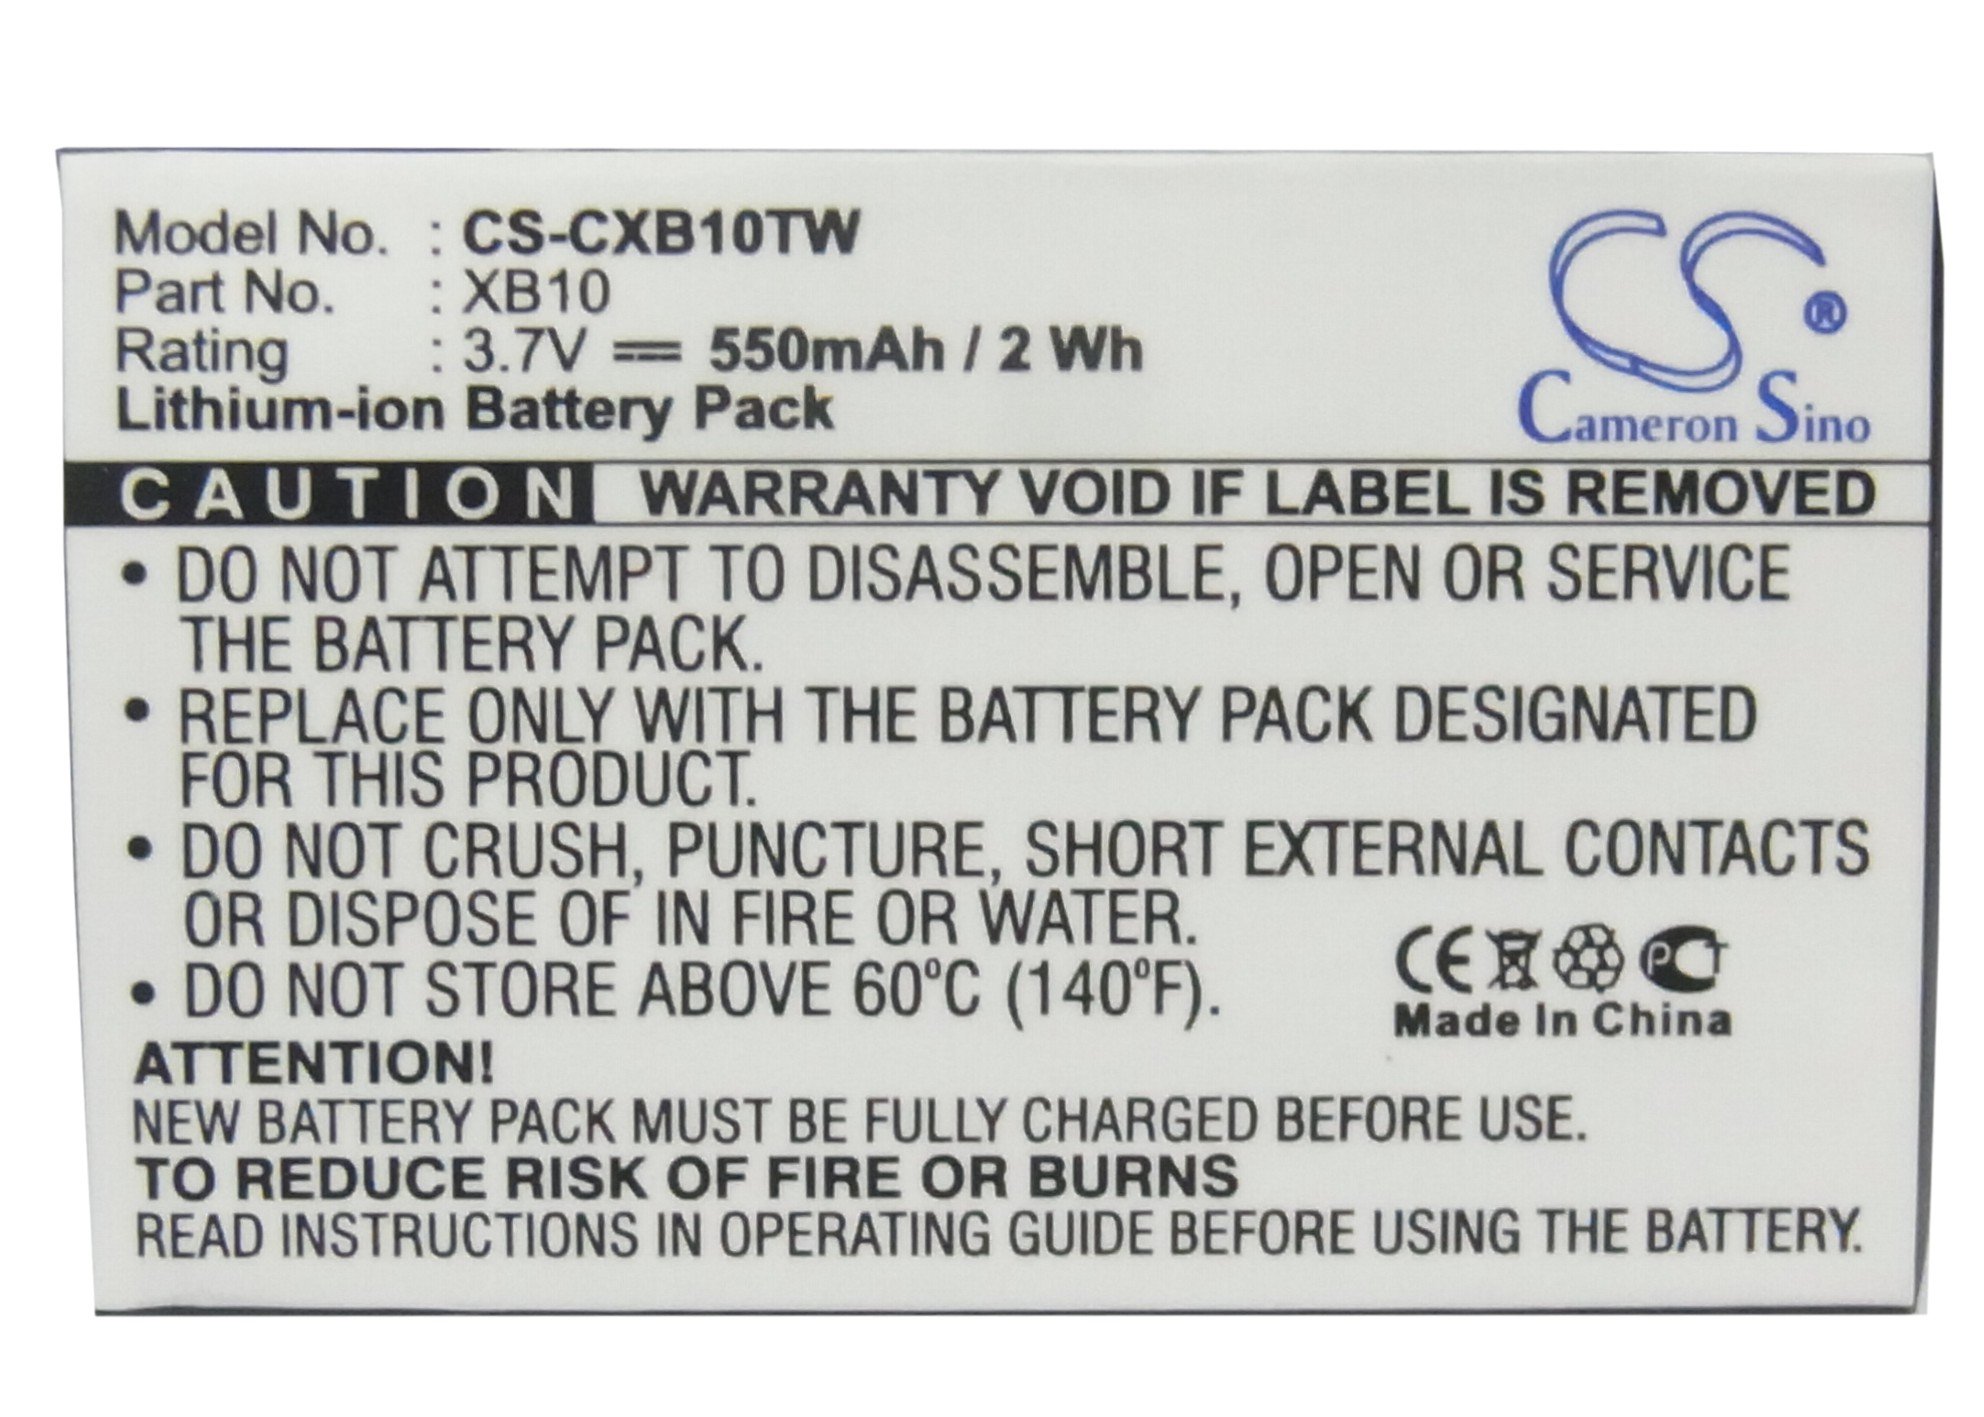 Model No. : CS-CXB10TW
Part No. : XB10
Rating : 3.7V ⎓ 550mAh / 2 Wh
Lithium-ion Battery Pack
CS®
Cameron Sino
CAUTION WARRANTY VOID IF LABEL IS REMOVED
• DO NOT ATTEMPT TO DISASSEMBLE, OPEN OR SERVICE
THE BATTERY PACK.
• REPLACE ONLY WITH THE BATTERY PACK DESIGNATED
FOR THIS PRODUCT.
• DO NOT CRUSH, PUNCTURE, SHORT EXTERNAL CONTACTS
OR DISPOSE OF IN FIRE OR WATER.
• DO NOT STORE ABOVE 60°C (140°F).
CE PCT
Made In China
ATTENTION!
NEW BATTERY PACK MUST BE FULLY CHARGED BEFORE USE.
TO REDUCE RISK OF FIRE OR BURNS
READ INSTRUCTIONS IN OPERATING GUIDE BEFORE USING THE BATTERY.